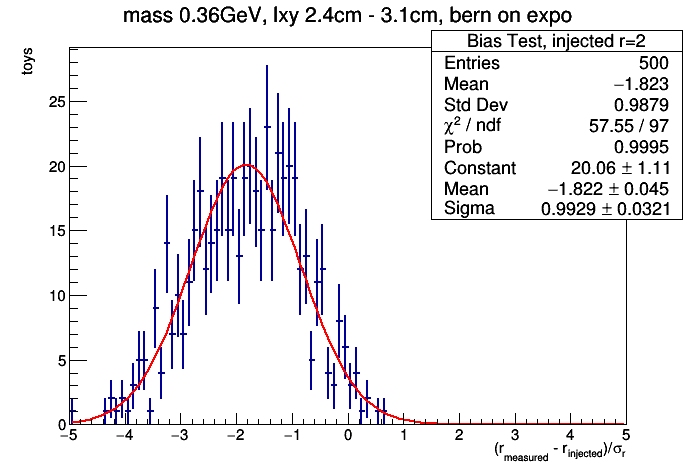 mass 0.36GeV, lxy 2.4cm - 3.1cm, bern on expo
Bias Test, injected r=2
Entries 500
Mean −1.823
Std Dev 0.9879
χ² / ndf 57.55 / 97
Prob 0.9995
Constant 20.06 ± 1.11
Mean −1.822 ± 0.045
Sigma 0.9929 ± 0.0321
toys
25
20
15
10
5
0
−5 −4 −3 −2 −1 0 1 2 3 4 5
(r_measured - r_injected)/σ_r